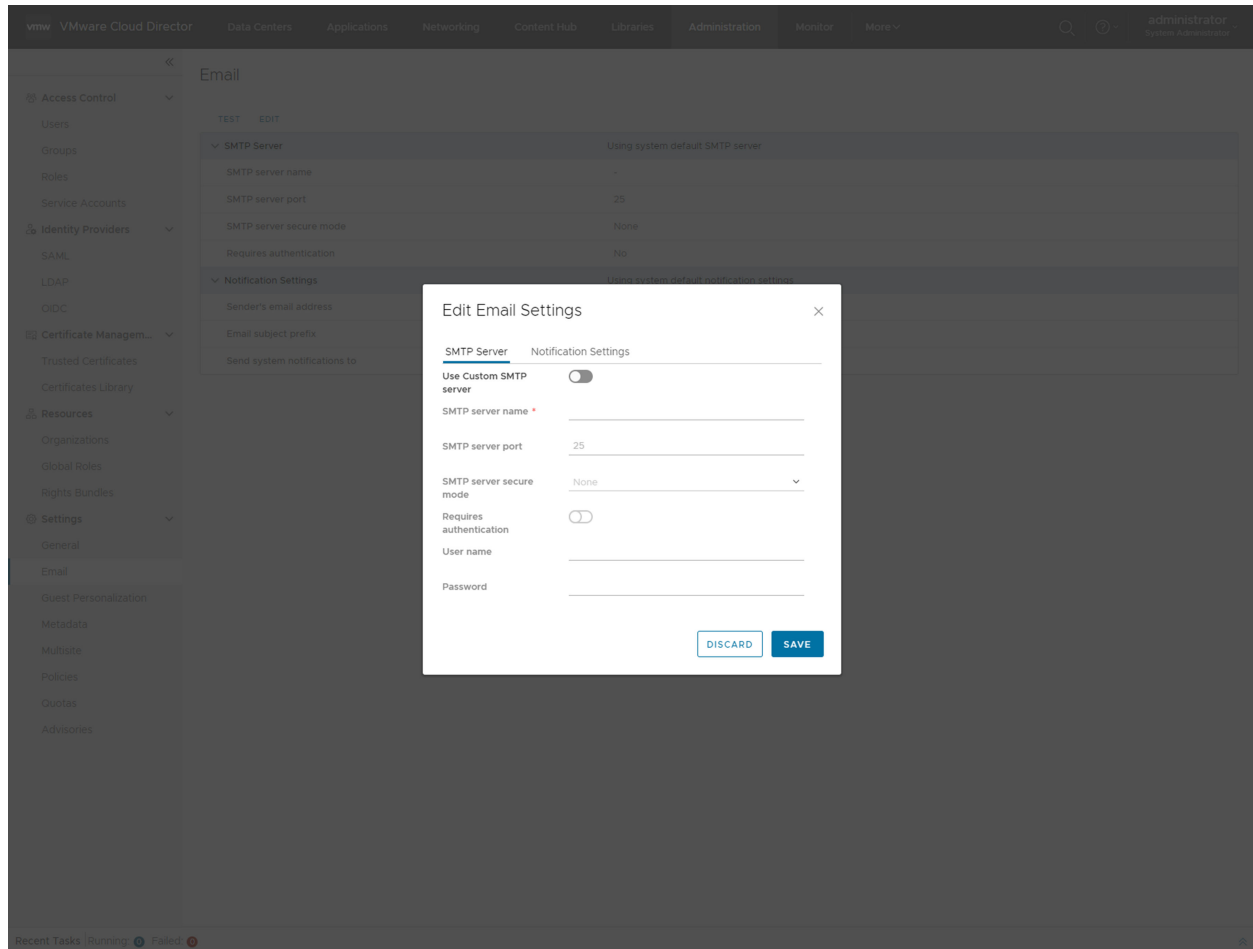 vmw VMware Cloud Director Data Centers Applications Networking Content Hub Libraries Administration Monitor More administrator
System Administrator
Email
Access Control
Users
Groups
Roles
Service Accounts
Identity Providers
SAML
LDAP
OIDC
Certificate Managem...
Trusted Certificates
Certificates Library
Resources
Organizations
Global Roles
Rights Bundles
Settings
General
Email
Guest Personalization
Metadata
Multisite
Policies
Quotas
Advisories
TEST EDIT
SMTP Server Using system default SMTP server
SMTP server name -
SMTP server port 25
SMTP server secure mode None
Requires authentication No
Notification Settings Using system default notification settings
Sender's email address
Email subject prefix
Send system notifications to
Edit Email Settings
SMTP Server Notification Settings
Use Custom SMTP
server
SMTP server name *
SMTP server port 25
SMTP server secure None
mode
Requires
authentication
User name
Password
DISCARD SAVE
Recent Tasks Running: 0 Failed: 0